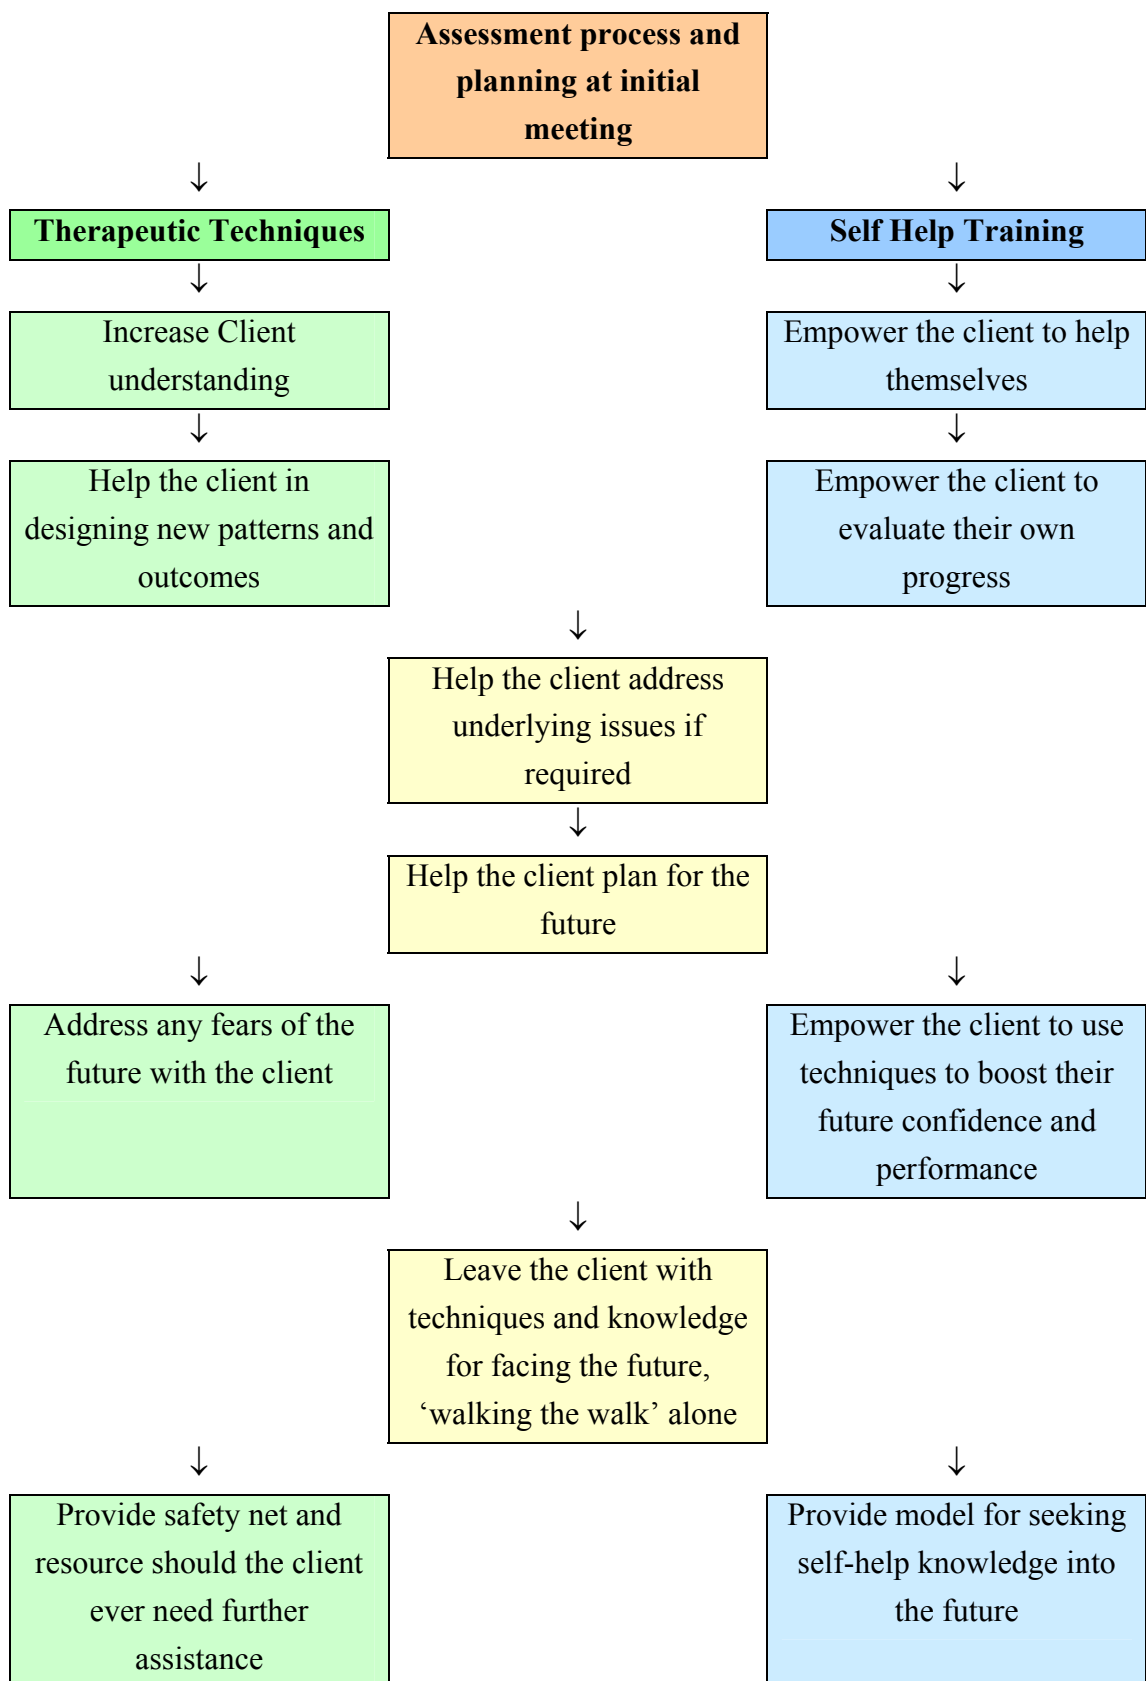 Assessment process and
planning at initial
meeting
↓
↓
Therapeutic Techniques
Self Help Training
↓
↓
Increase Client
understanding
Empower the client to help
themselves
↓
↓
Help the client in
designing new patterns and
outcomes
Empower the client to
evaluate their own
progress
↓
Help the client address
underlying issues if
required
↓
Help the client plan for the
future
↓
↓
Address any fears of the
future with the client
Empower the client to use
techniques to boost their
future confidence and
performance
↓
Leave the client with
techniques and knowledge
for facing the future,
‘walking the walk’ alone
↓
↓
Provide safety net and
resource should the client
ever need further
assistance
Provide model for seeking
self-help knowledge into
the future